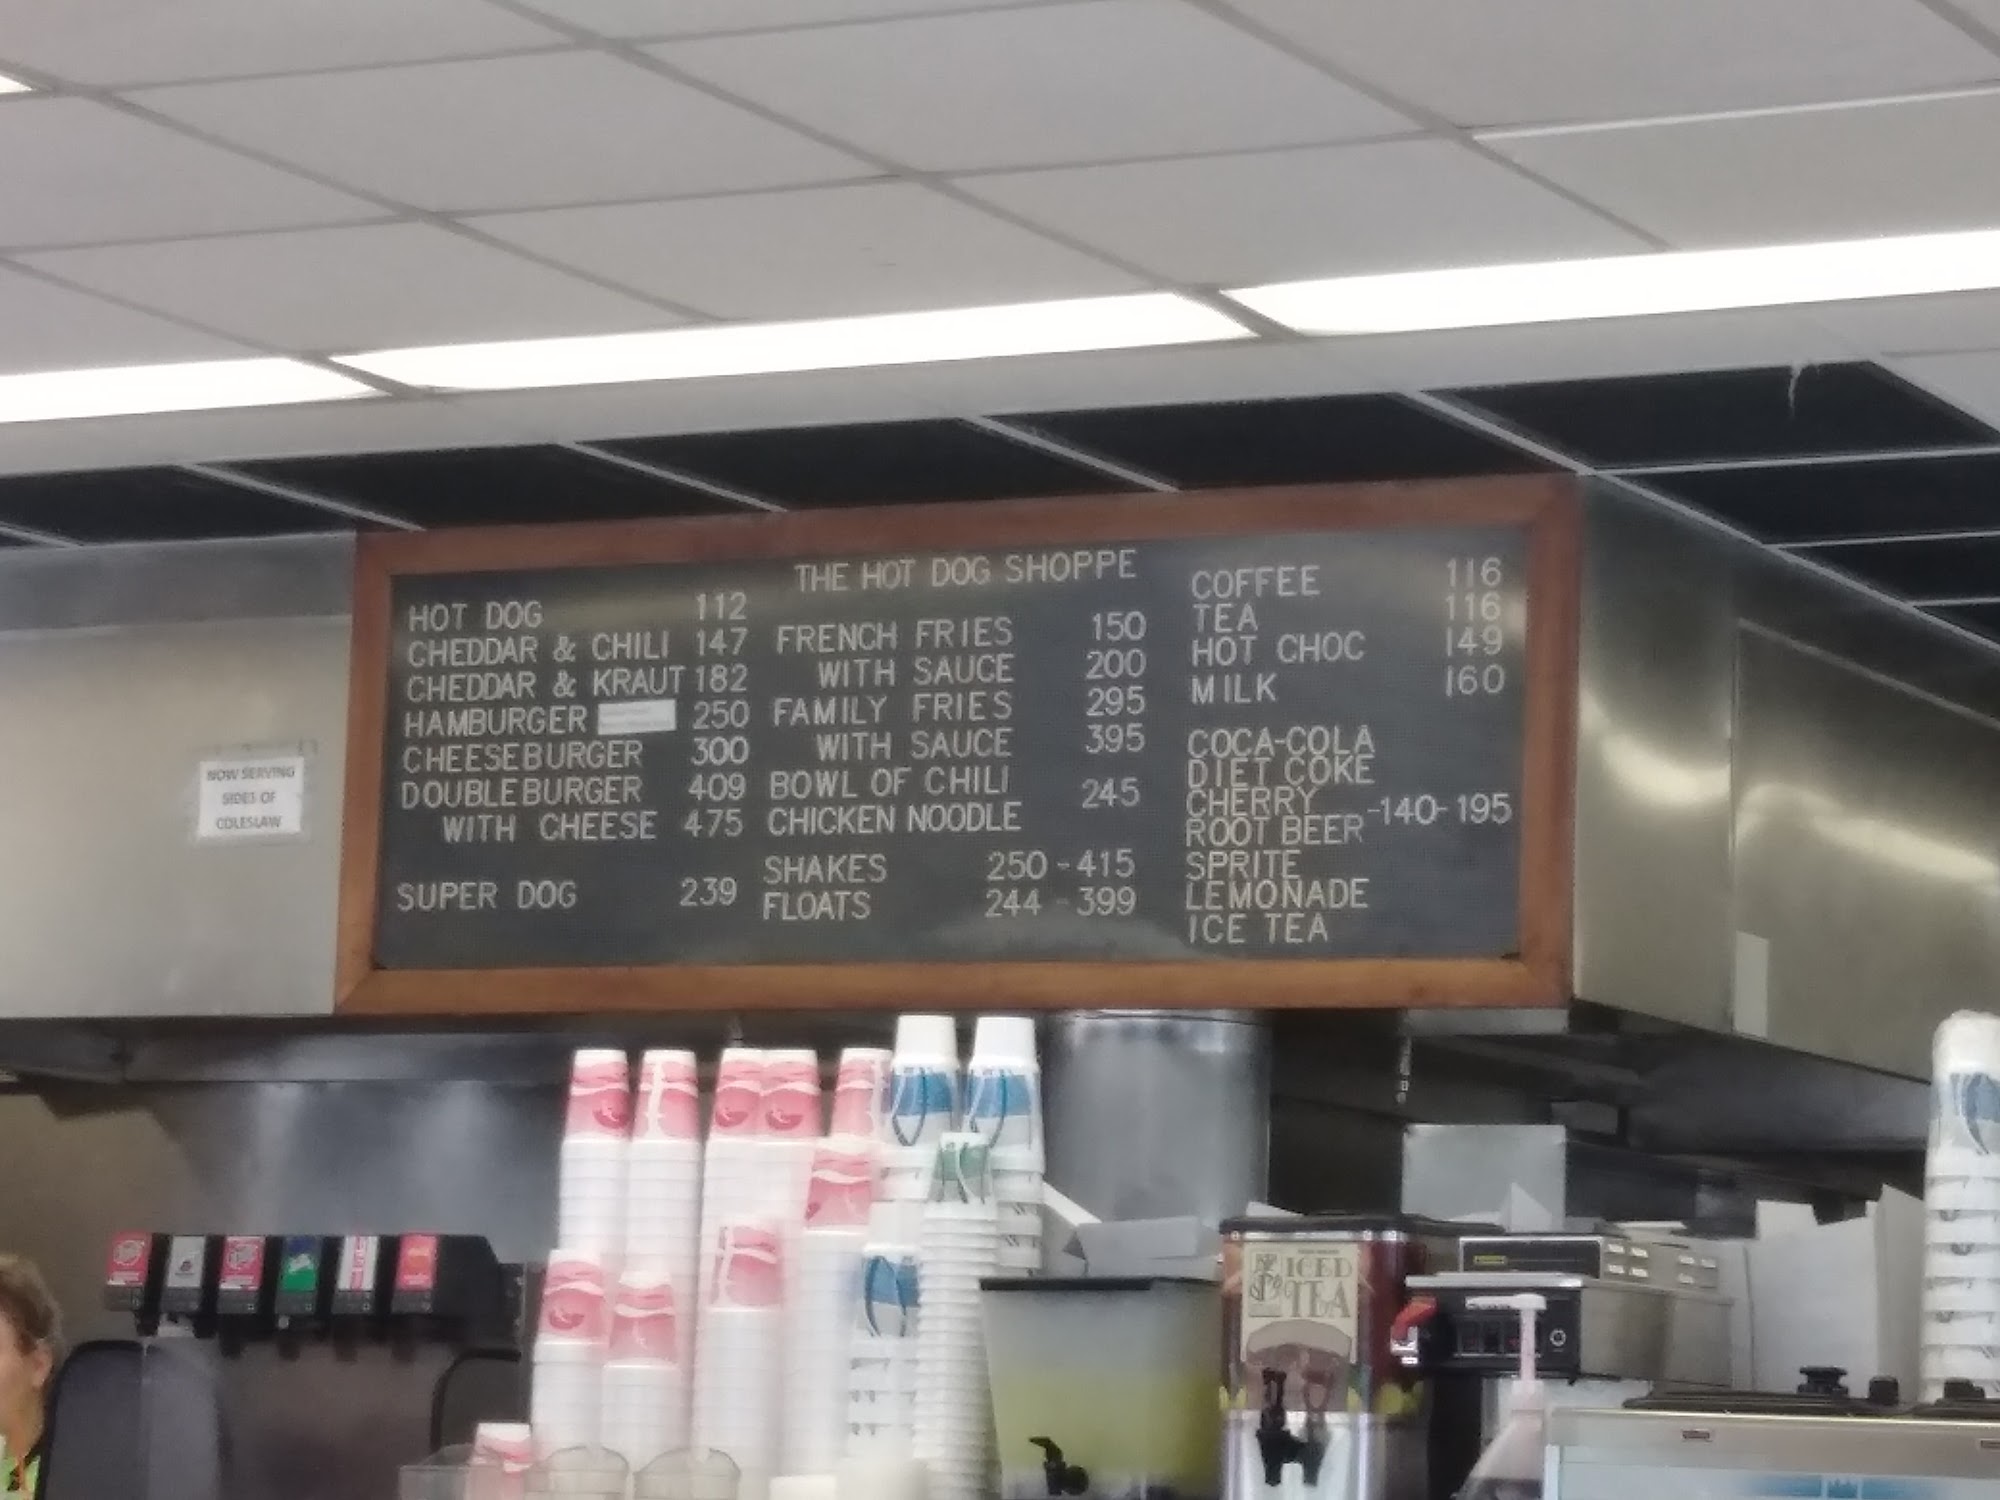 THE HOT DOG SHOPPE
HOT DOG 112
CHEDDAR & CHILI 147
CHEDDAR & KRAUT 182
HAMBURGER 250
CHEESEBURGER 300
DOUBLEBURGER 409
WITH CHEESE 475
SUPER DOG 239
FRENCH FRIES 150
WITH SAUCE 200
FAMILY FRIES 295
WITH SAUCE 395
BOWL OF CHILI
245
CHICKEN NOODLE
SHAKES 250-415
FLOATS 244-399
COFFEE 116
TEA 116
HOT CHOC 149
MILK 160
COCA-COLA
DIET COKE
CHERRY
-140-195
ROOT BEER
SPRITE
LEMONADE
ICE TEA
NOW SERVING
SIDES OF
COLESLAW
ICED
TEA